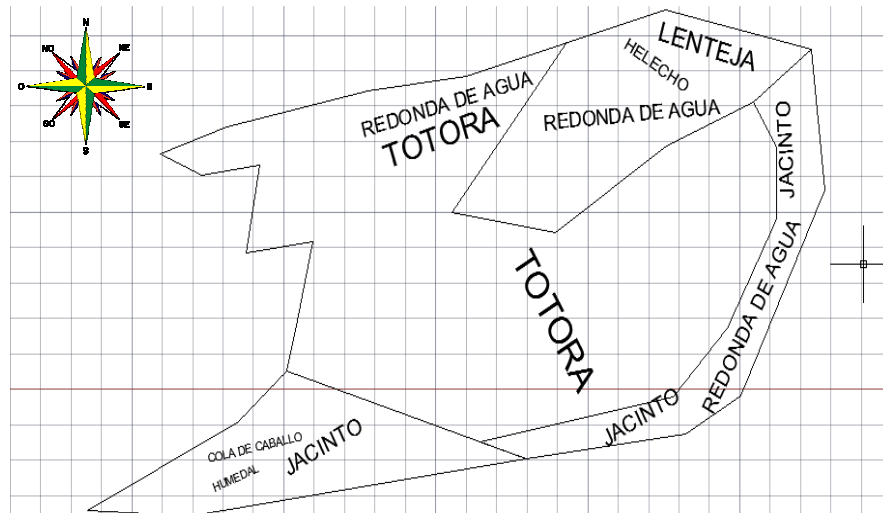 N
NO
NE
O
E
SO
SE
S
LENTEJA
HELECHO
REDONDA DE AGUA
TOTORA
REDONDA DE AGUA
JACINTO
TOTORA
REDONDA DE AGUA
JACINTO
COLA DE CABALLO
JACINTO
HUMEDAL